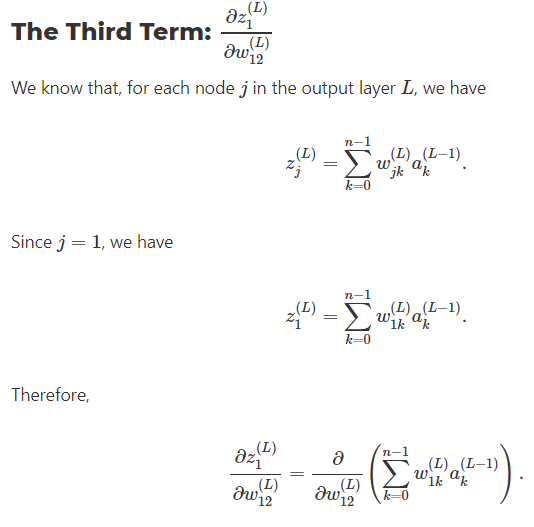 The Third Term: $\frac{\partial z_1^{(L)}}{\partial w_{12}^{(L)}}$
We know that, for each node $j$ in the output layer $L$, we have
$z_j^{(L)} = \sum_{k=0}^{n-1} w_{jk}^{(L)} a_k^{(L-1)}.$
Since $j = 1$, we have
$z_1^{(L)} = \sum_{k=0}^{n-1} w_{1k}^{(L)} a_k^{(L-1)}.$
Therefore,
$\frac{\partial z_1^{(L)}}{\partial w_{12}^{(L)}} = \frac{\partial}{\partial w_{12}^{(L)}} \left( \sum_{k=0}^{n-1} w_{1k}^{(L)} a_k^{(L-1)} \right).$